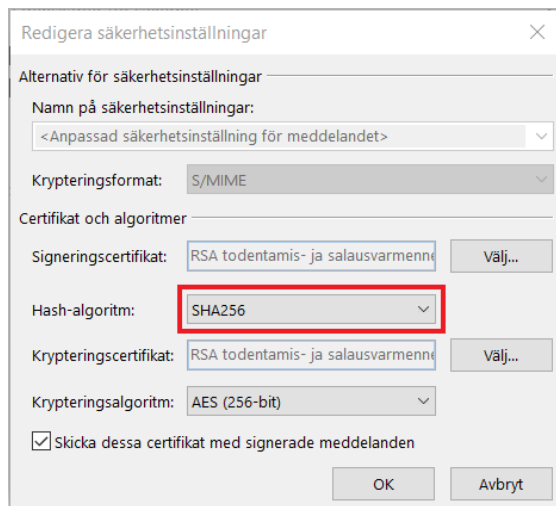 Redigera säkerhetsinställningar
Alternativ för säkerhetsinställningar
Namn på säkerhetsinställningar:
<Anpassad säkerhetsinställning för meddelandet>
Krypteringsformat: S/MIME
Certifikat och algoritmer
Signeringscertifikat: RSA todentamis- ja salausvarmenne Välj...
Hash-algoritm: SHA256
Krypteringscertifikat: RSA todentamis- ja salausvarmenne Välj...
Krypteringsalgoritm: AES (256-bit)
Skicka dessa certifikat med signerade meddelanden
OK Avbryt